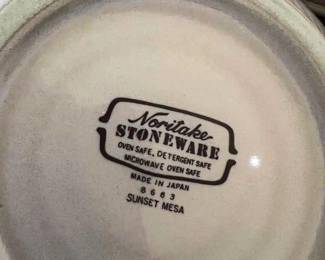 Noritake
STONEWARE
OVEN SAFE, DETERGENT SAFE
MICROWAVE OVEN SAFE
MADE IN JAPAN
8663
SUNSET MESA